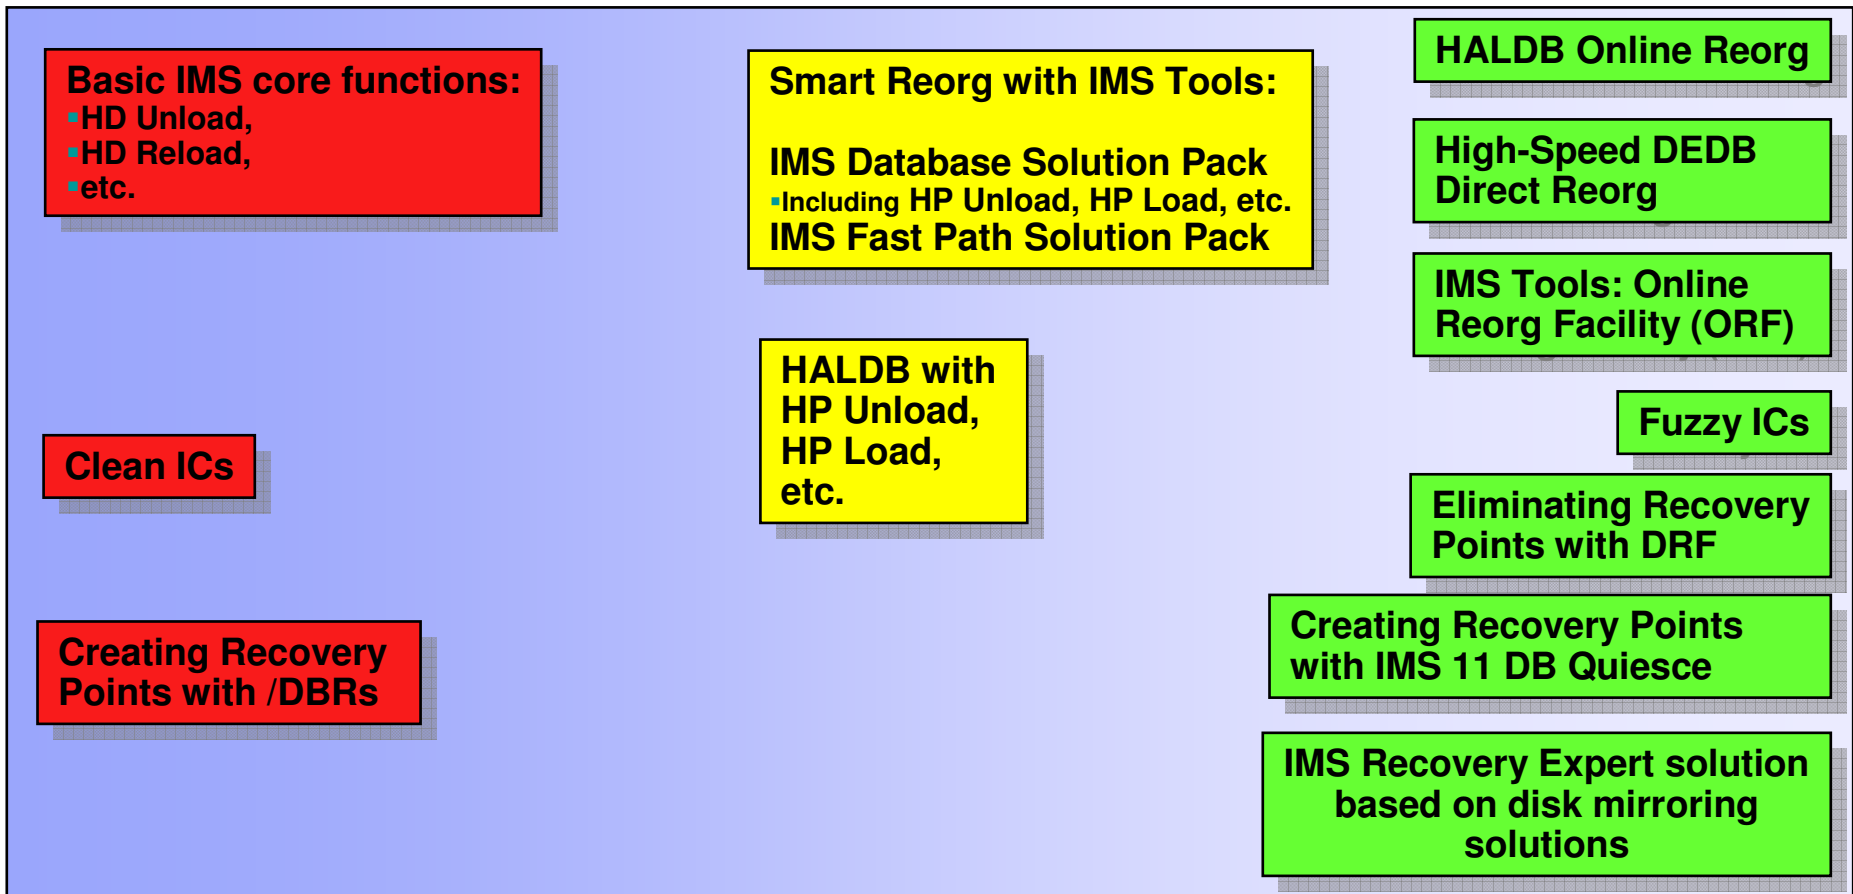 Basic IMS core functions:
▪HD Unload,
▪HD Reload,
▪etc.
Clean ICs
Creating Recovery
Points with /DBRs
Smart Reorg with IMS Tools:
IMS Database Solution Pack
▪Including HP Unload, HP Load, etc.
IMS Fast Path Solution Pack
HALDB with
HP Unload,
HP Load,
etc.
HALDB Online Reorg
High-Speed DEDB
Direct Reorg
IMS Tools: Online
Reorg Facility (ORF)
Fuzzy ICs
Eliminating Recovery
Points with DRF
Creating Recovery Points
with IMS 11 DB Quiesce
IMS Recovery Expert solution
based on disk mirroring
solutions